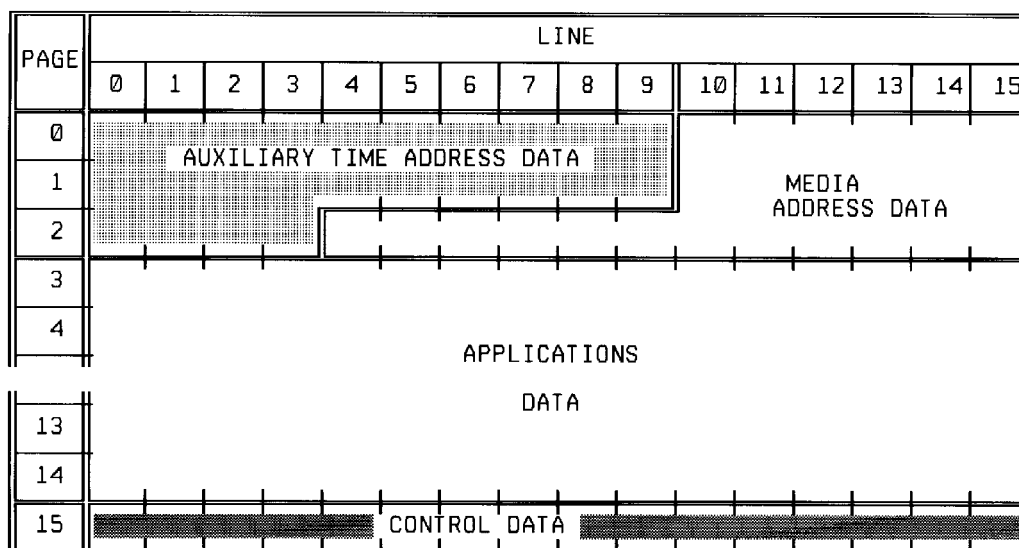 LINE
PAGE
0 1 2 3 4 5 6 7 8 9 10 11 12 13 14 15
0
AUXILIARY TIME ADDRESS DATA
1
MEDIA
ADDRESS DATA
2
3
4
APPLICATIONS
DATA
13
14
15
CONTROL DATA